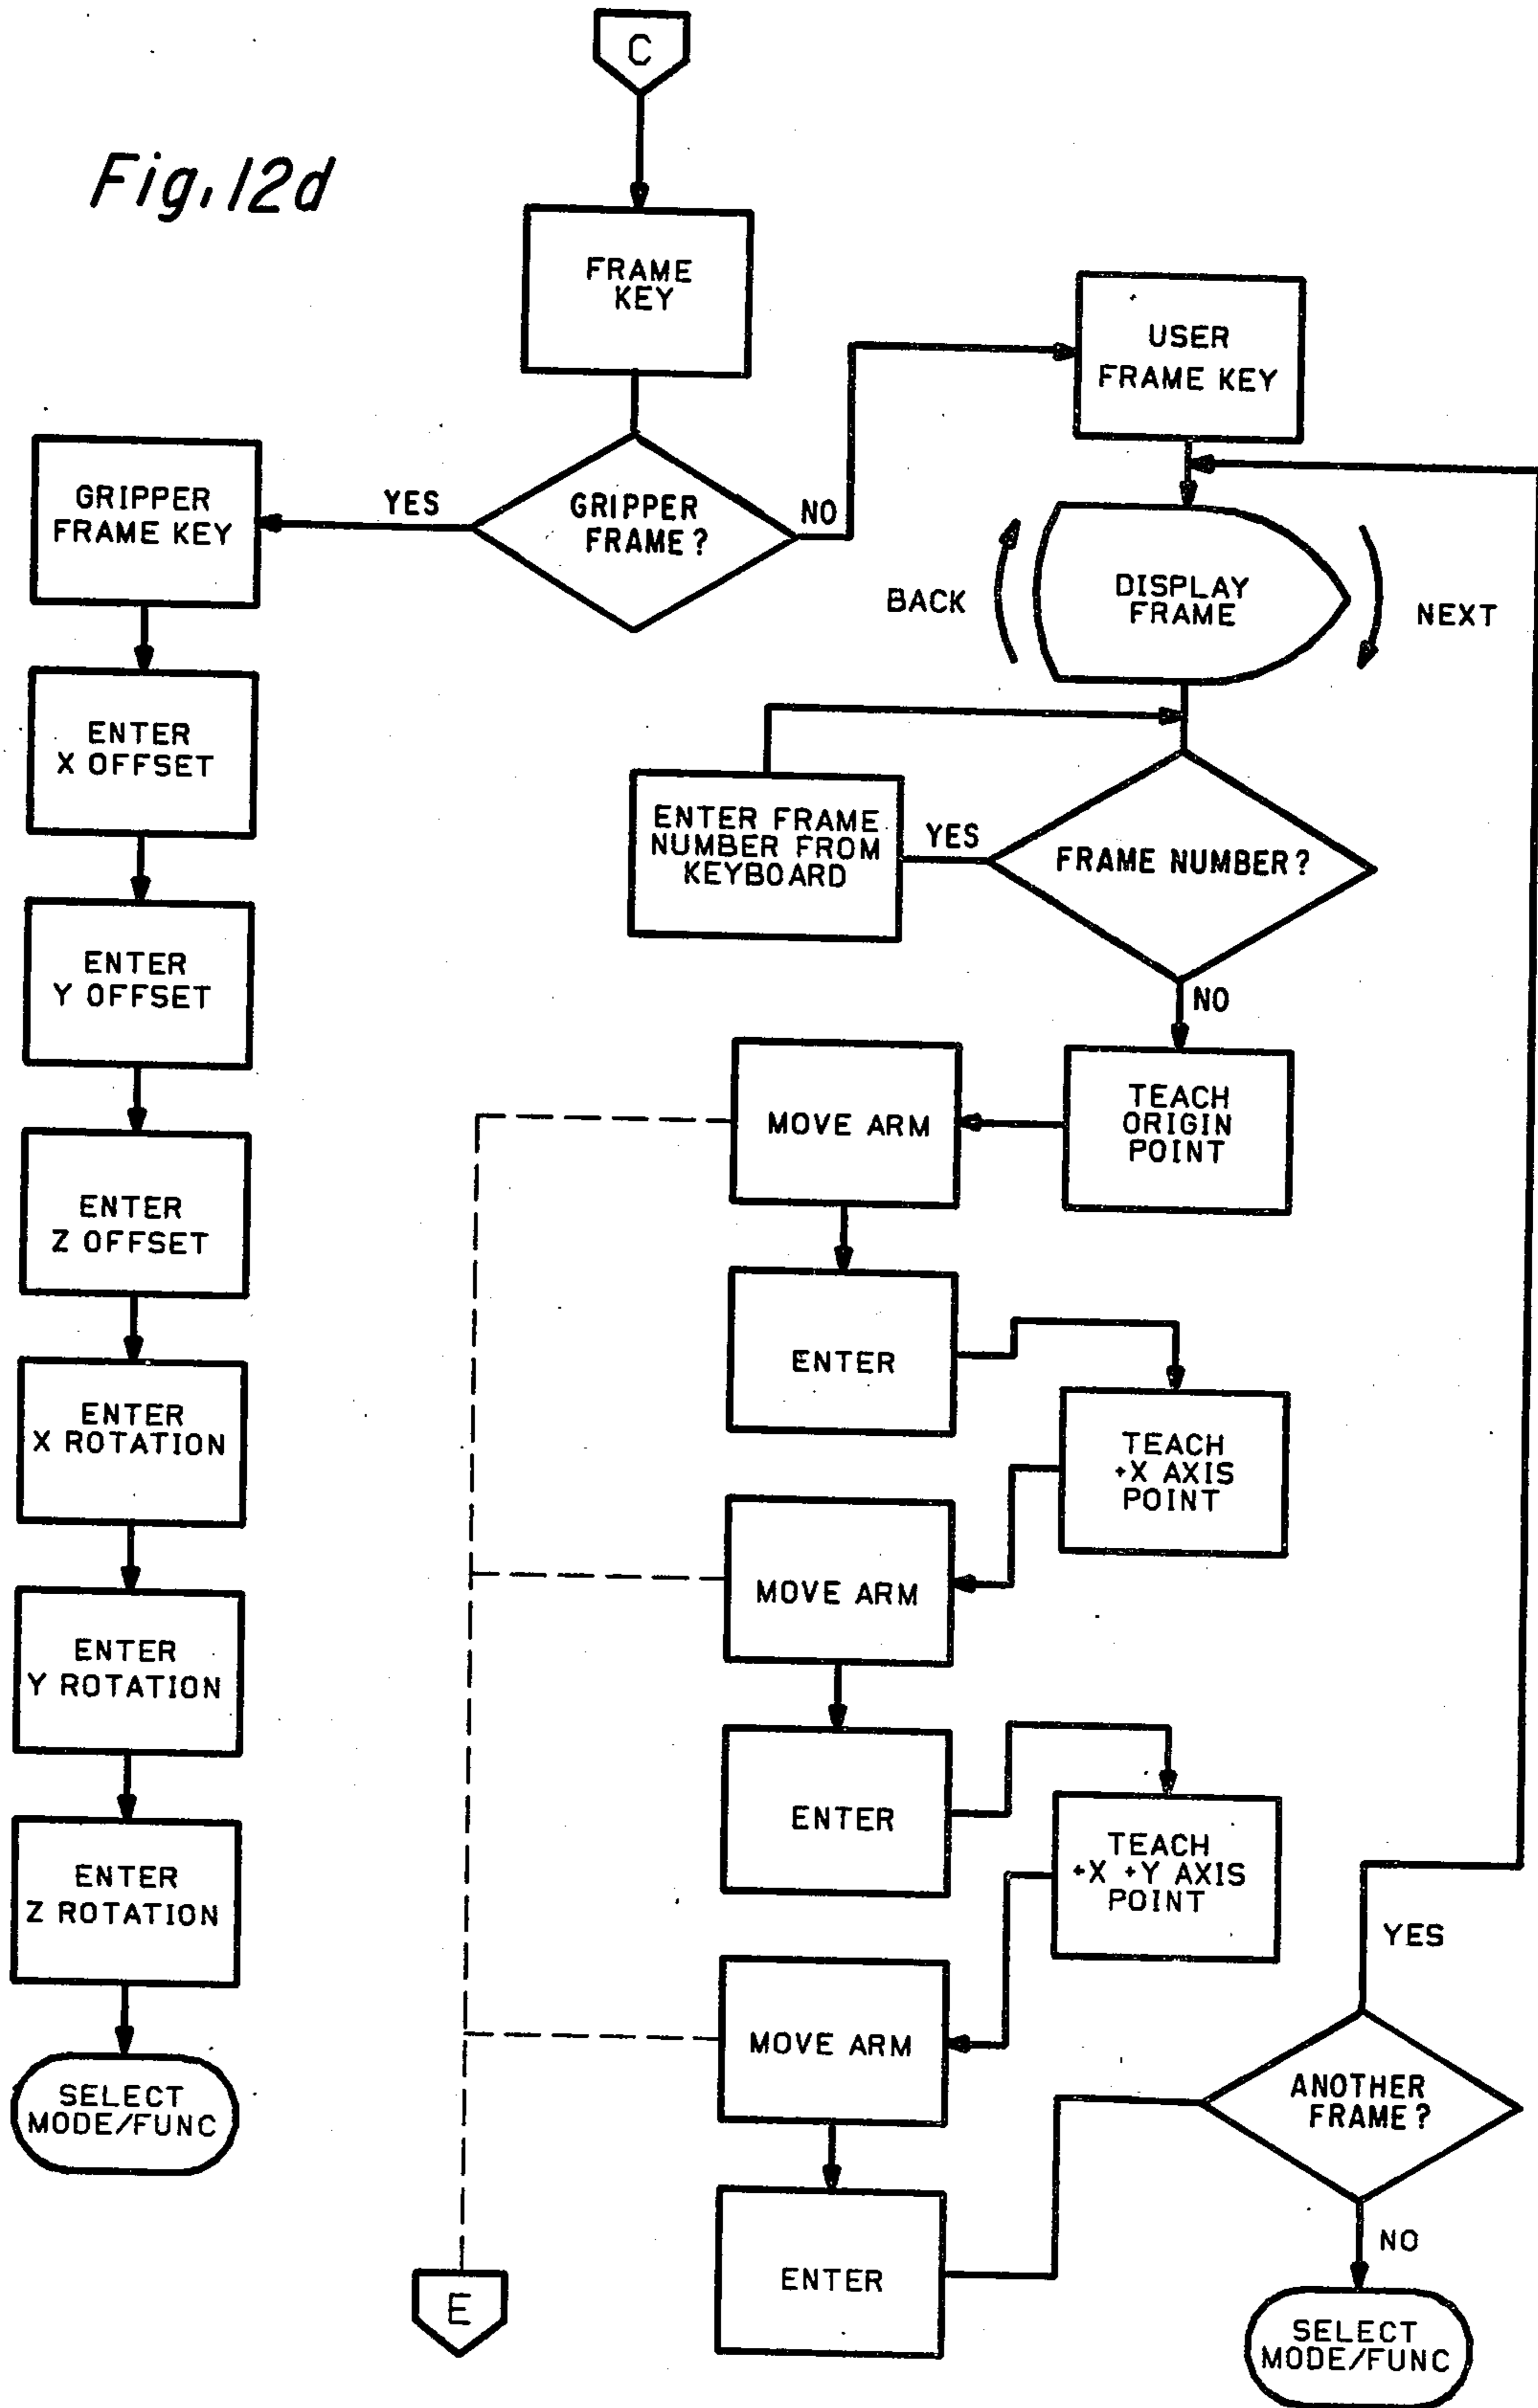 C
Fig. 12d
FRAME
KEY
USER
FRAME KEY
GRIPPER
FRAME KEY
YES
GRIPPER
FRAME?
NO
BACK
DISPLAY
FRAME
NEXT
ENTER
X OFFSET
ENTER FRAME
NUMBER FROM
KEYBOARD
YES
FRAME NUMBER?
ENTER
Y OFFSET
NO
MOVE ARM
TEACH
ORIGIN
POINT
ENTER
Z OFFSET
ENTER
ENTER
X ROTATION
TEACH
+X AXIS
POINT
MOVE ARM
ENTER
Y ROTATION
ENTER
TEACH
+X +Y AXIS
POINT
ENTER
Z ROTATION
YES
MOVE ARM
ANOTHER
FRAME?
SELECT
MODE/FUNC
NO
ENTER
E
SELECT
MODE/FUNC